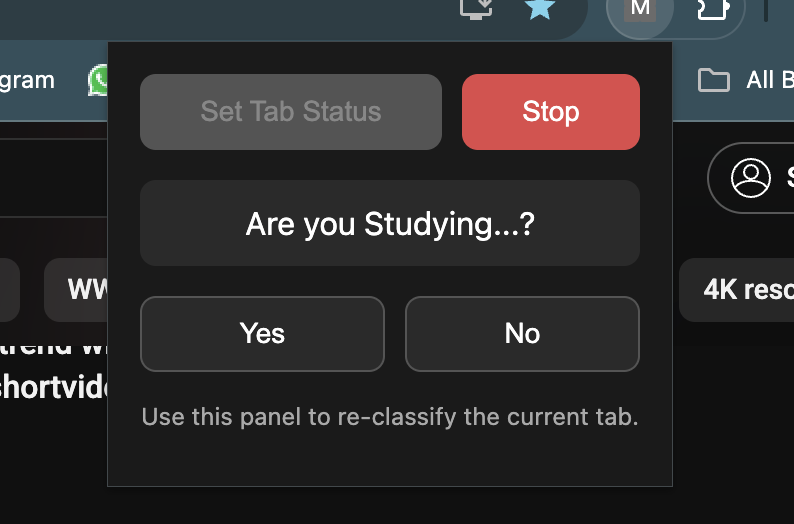 M
gram
All B
Set Tab Status
Stop
Are you Studying...?
WW
4K reso
Yes
No
trend w
shortvid
Use this panel to re-classify the current tab.